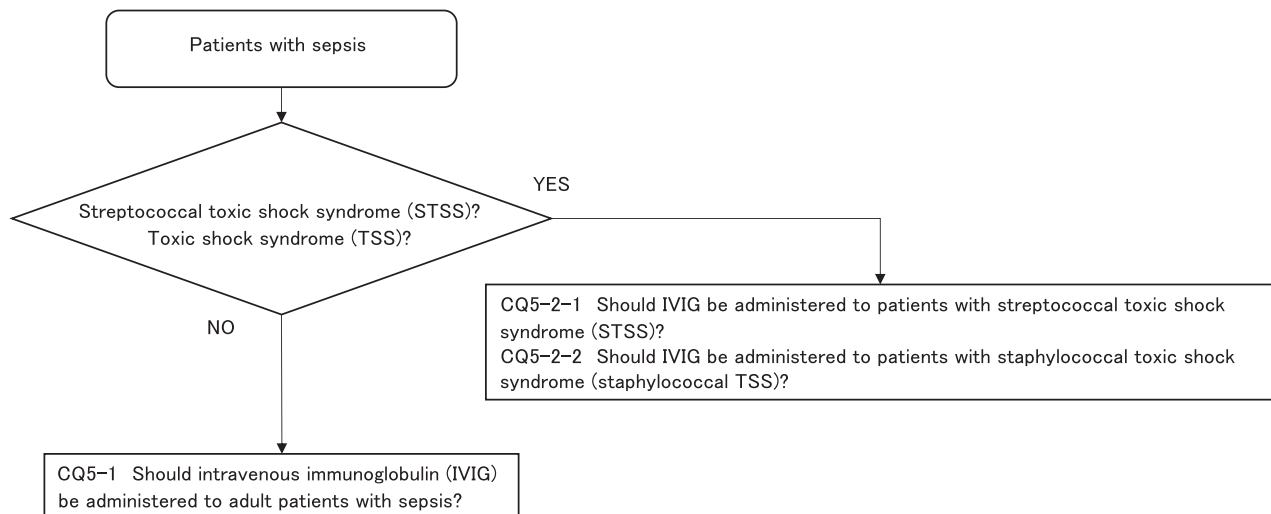 Patients with sepsis
YES
Streptococcal toxic shock syndrome (STSS)?
Toxic shock syndrome (TSS)?
CQ5-2-1 Should IVIG be administered to patients with streptococcal toxic shock
syndrome (STSS)?
CQ5-2-2 Should IVIG be administered to patients with staphylococcal toxic shock
syndrome (staphylococcal TSS)?
NO
CQ5-1 Should intravenous immunoglobulin (IVIG)
be administered to adult patients with sepsis?